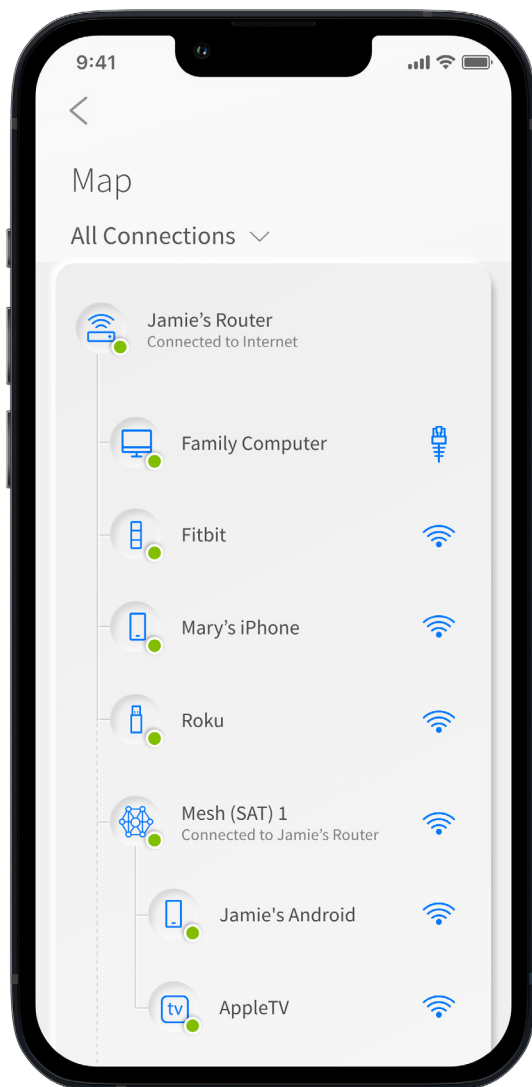 9:41
Map
All Connections
Jamie’s Router
Connected to Internet
Family Computer
Fitbit
Mary’s iPhone
Roku
Mesh (SAT) 1
Connected to Jamie’s Router
Jamie's Android
tv
AppleTV